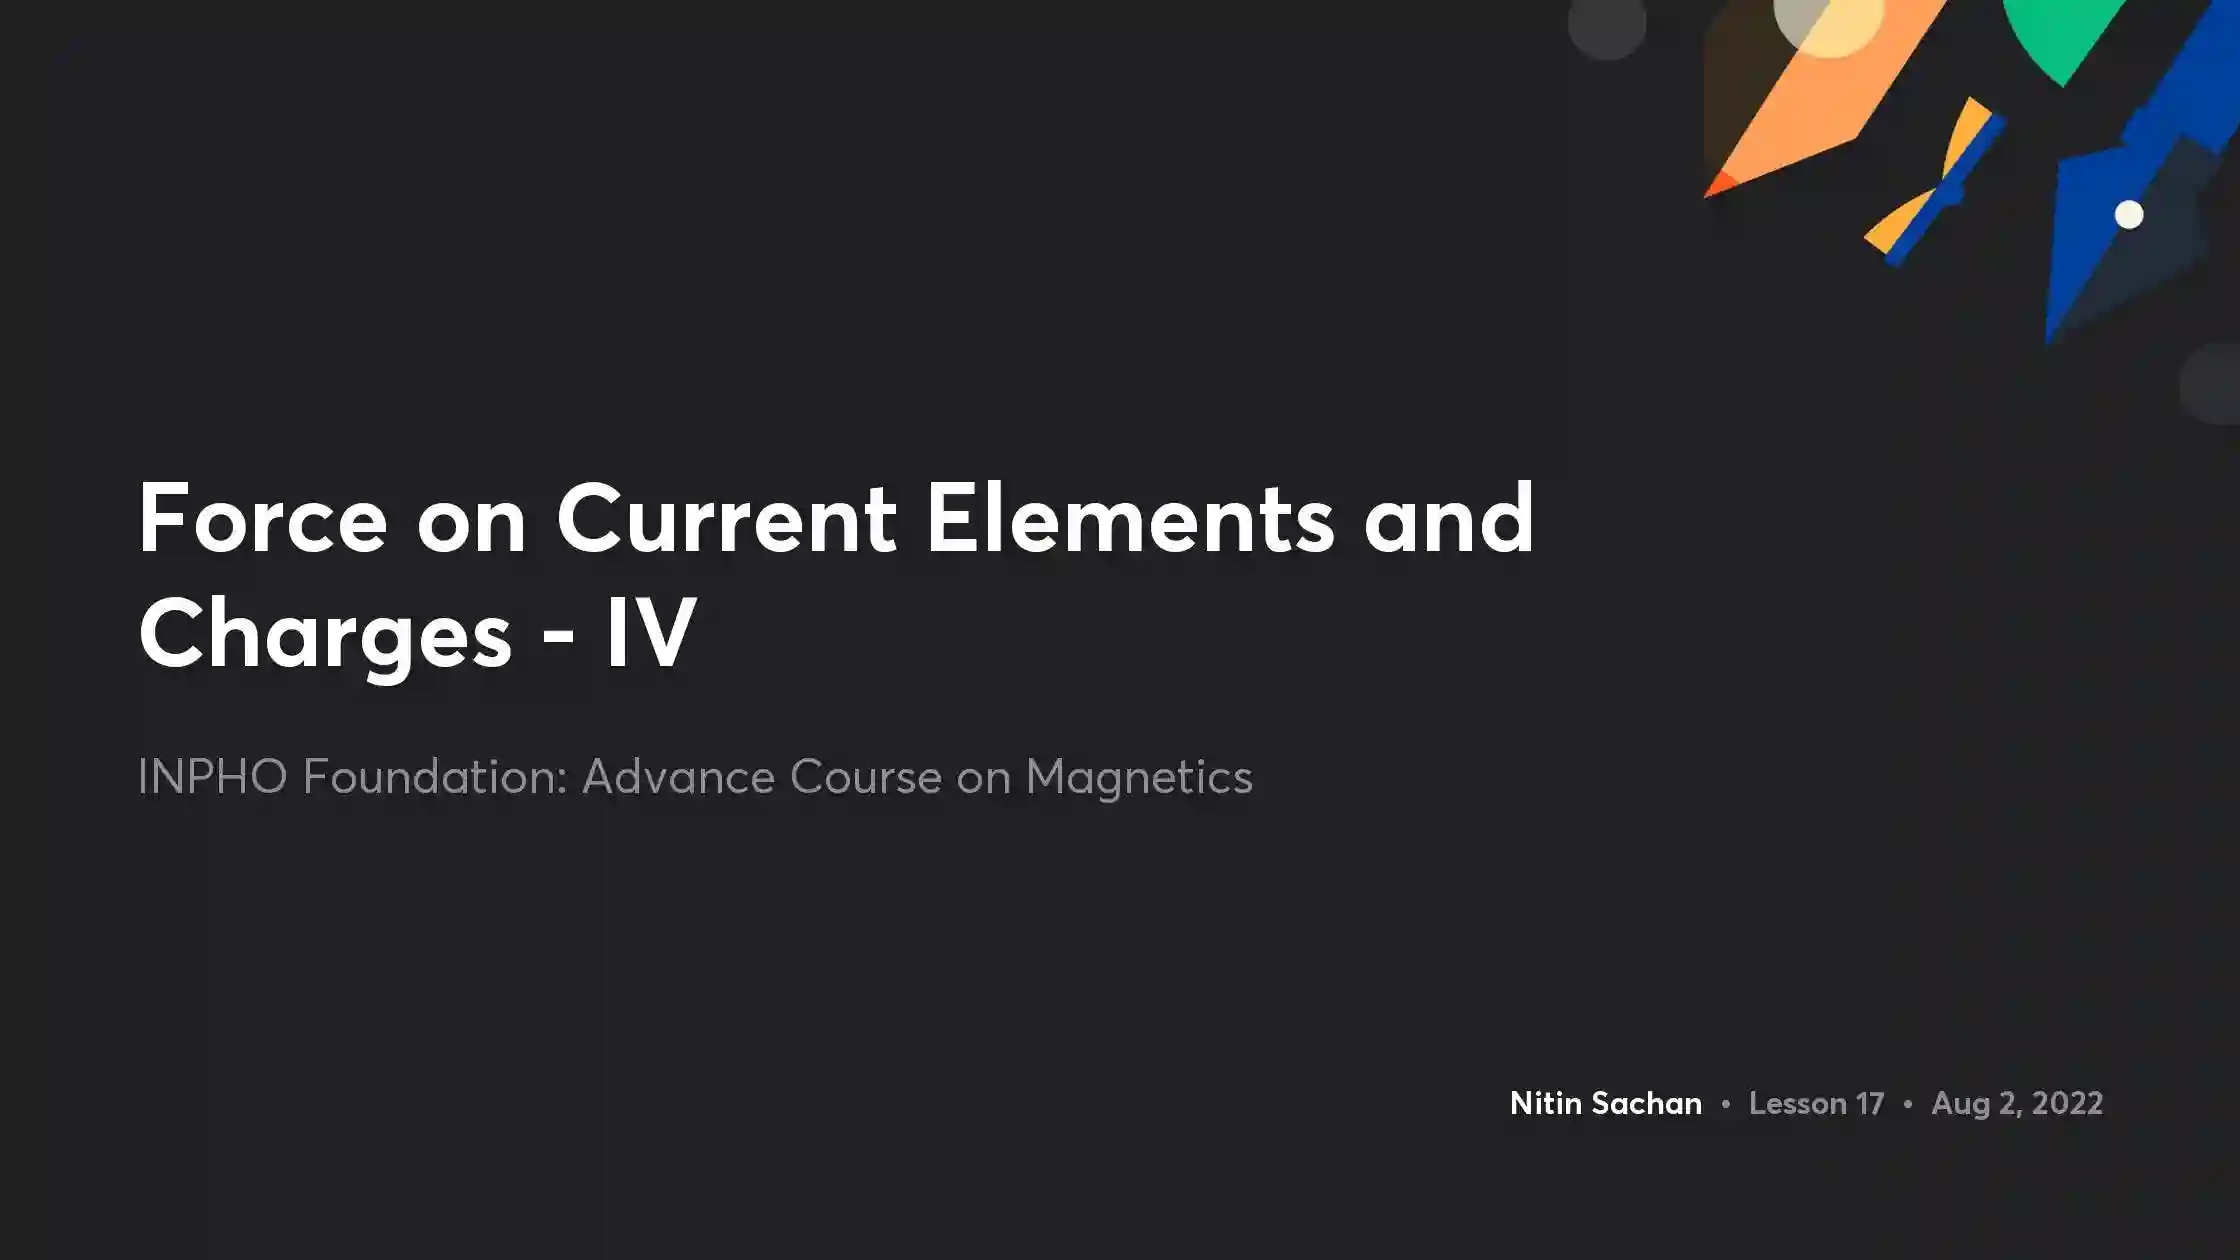 Force on Current Elements and
Charges - IV
INPHO Foundation: Advance Course on Magnetics
Nitin Sachan • Lesson 17 • Aug 2, 2022